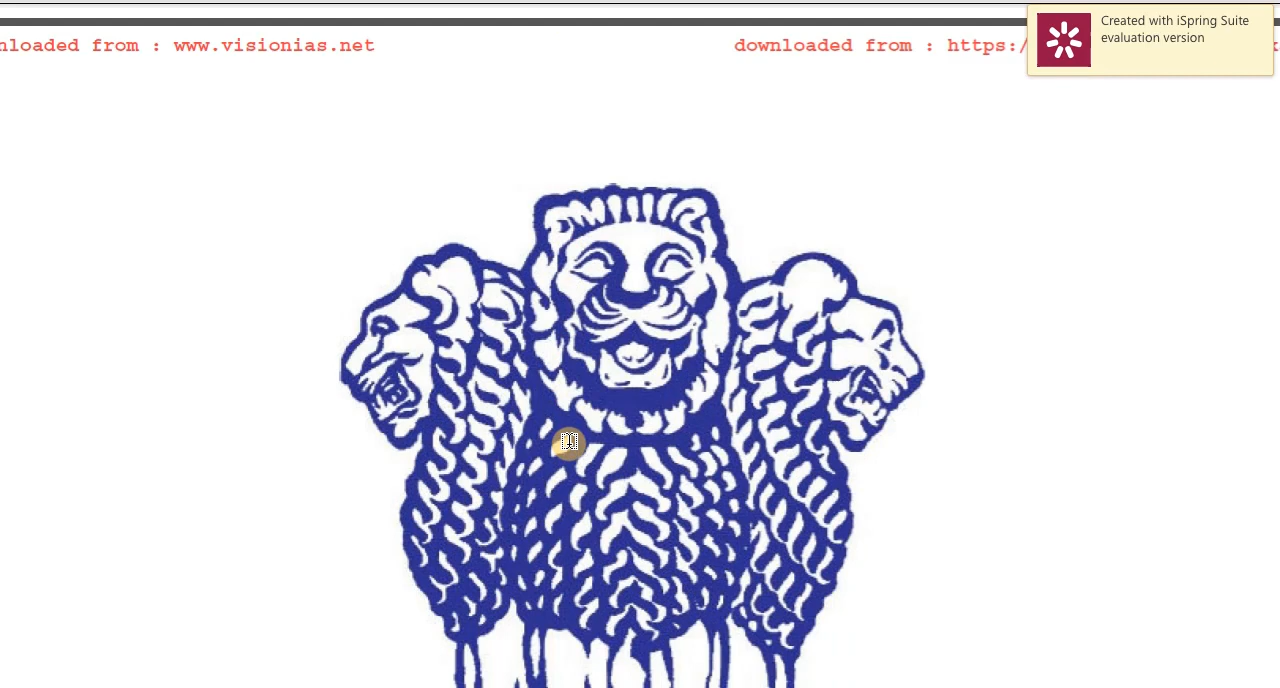 nloaded from : www.visionias.net
downloaded from : https:/
Created with iSpring Suite
evaluation version